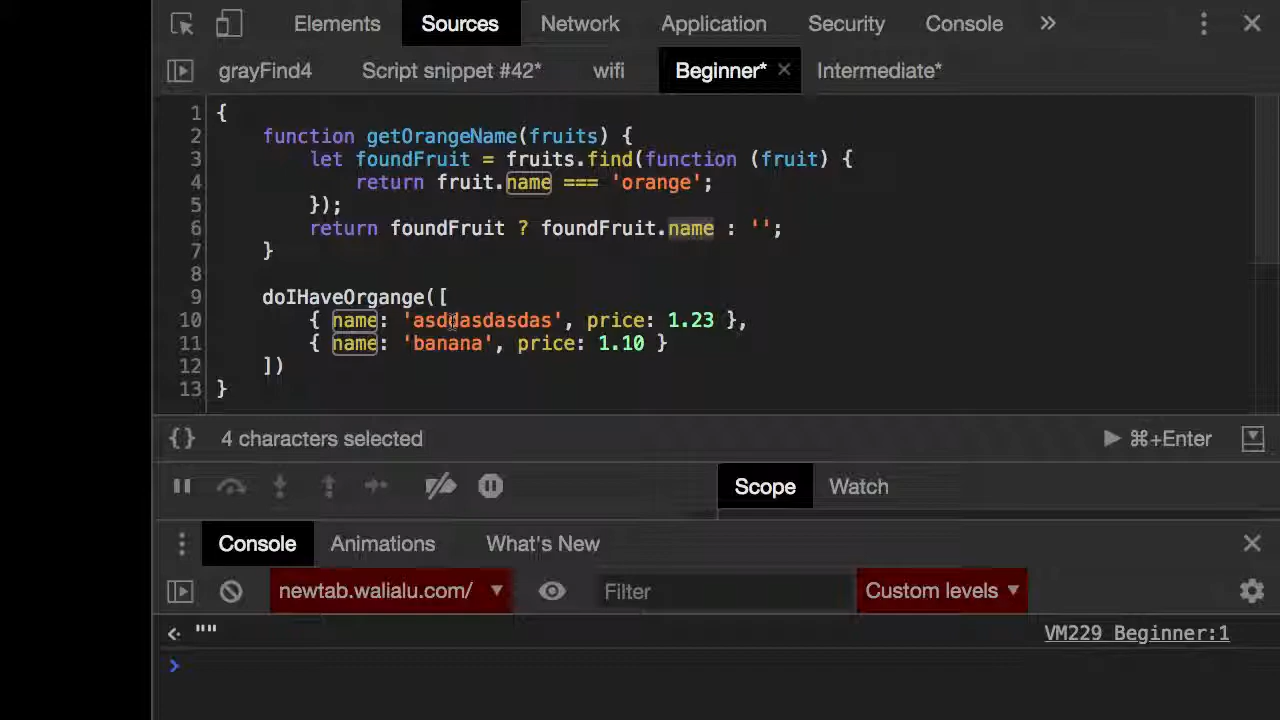 Elements Sources Network Application Security Console »
grayFind4 Script snippet #42* wifi Beginner* × Intermediate*
1 {
2 function getOrangeName(fruits) {
3 let foundFruit = fruits.find(function (fruit) {
4 return fruit.name === 'orange';
5 });
6 return foundFruit ? foundFruit.name : '';
7 }
8
9 doIHaveOrgange([
10 { name: 'asddasdasdas', price: 1.23 },
11 { name: 'banana', price: 1.10 }
12 ])
13 }
{} 4 characters selected ⌘+Enter
Scope Watch
Console Animations What's New
newtab.walialu.com/ Filter Custom levels
"" VM229 Beginner:1